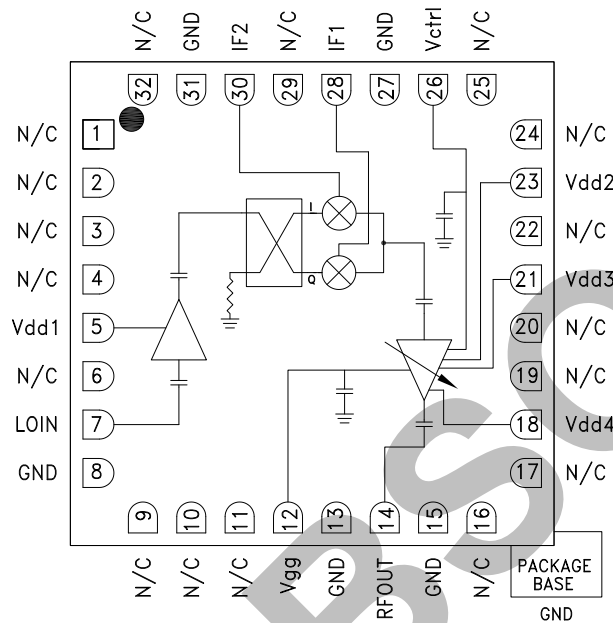 N/C GND IF2 N/C IF1 GND Vctrl N/C
32 31 30 29 28 27 26 25
N/C 1
N/C 2
N/C 3
N/C 4
Vdd1 5
N/C 6
LOIN 7
GND 8
I
Q
24 N/C
23 Vdd2
22 N/C
21 Vdd3
20 N/C
19 N/C
18 Vdd4
17 N/C
9 10 11 12 13 14 15 16
N/C N/C N/C Vgg GND RFOUT GND N/C
PACKAGE
BASE
GND
BS